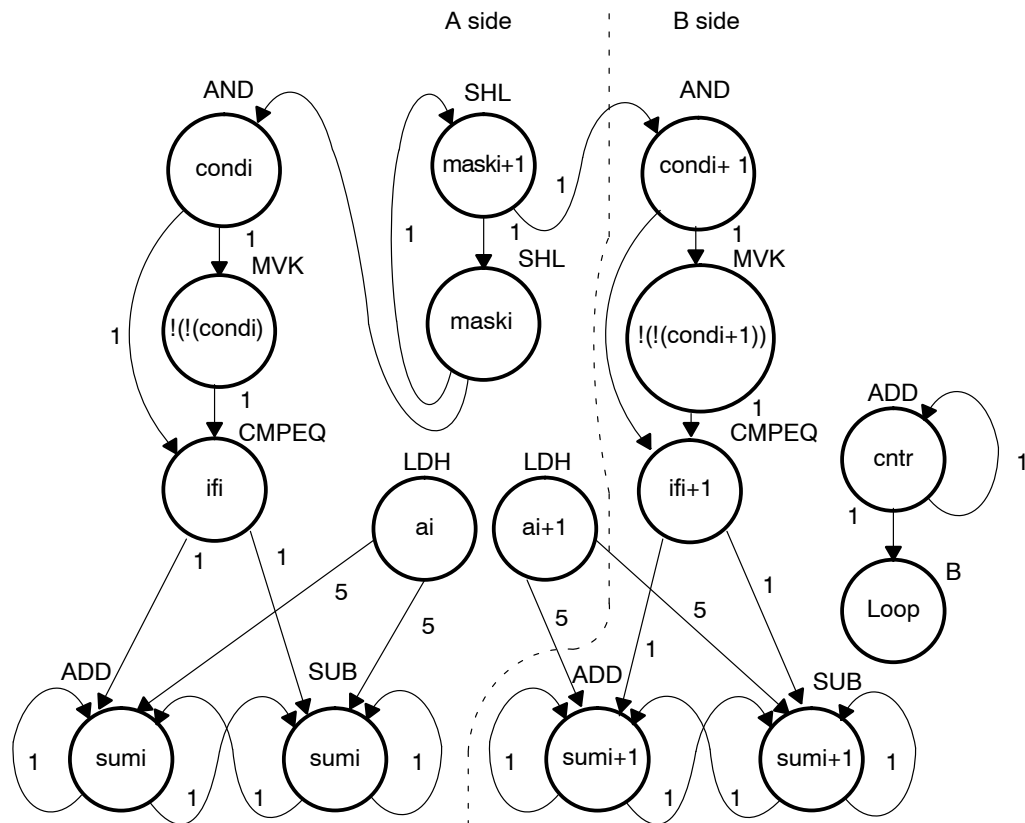 A side
B side
AND
SHL
AND
condi
maski+1
condi+ 1
1
1
1
1
1
MVK
SHL
MVK
!(!(condi)
maski
!(!(condi+1))
1
1
1
CMPEQ
CMPEQ
ADD
LDH
LDH
cntr
1
ifi
ai
ai+1
ifi+1
1
1
1
B
5
5
5
5
1
1
Loop
ADD
SUB
ADD
SUB
sumi
sumi
sumi+1
sumi+1
1
1
1
1
1
1
1
1